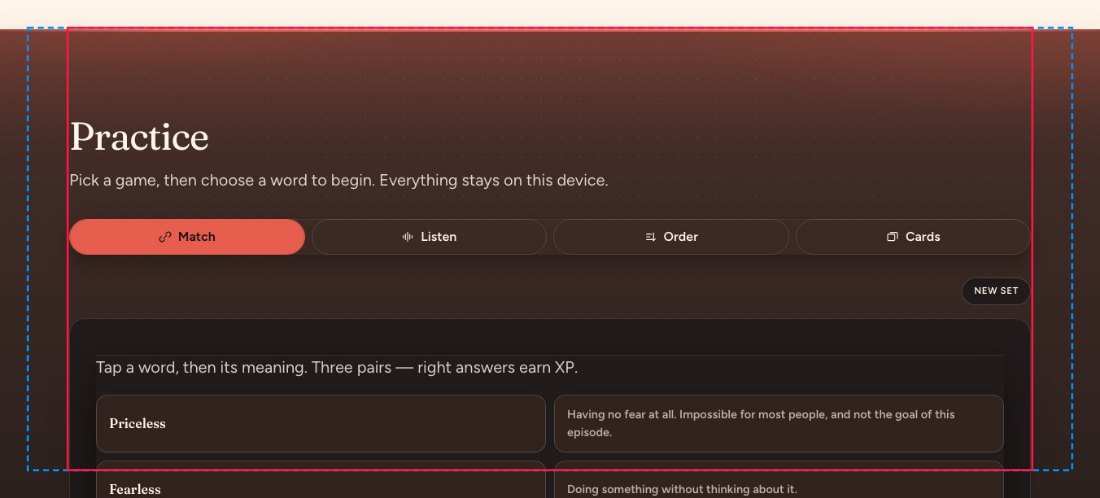 Practice
Pick a game, then choose a word to begin. Everything stays on this device.
Match
Listen
Order
Cards
NEW SET
Tap a word, then its meaning. Three pairs — right answers earn XP.
Priceless
Having no fear at all. Impossible for most people, and not the goal of this
episode.
Fearless
Doing something without thinking about it.